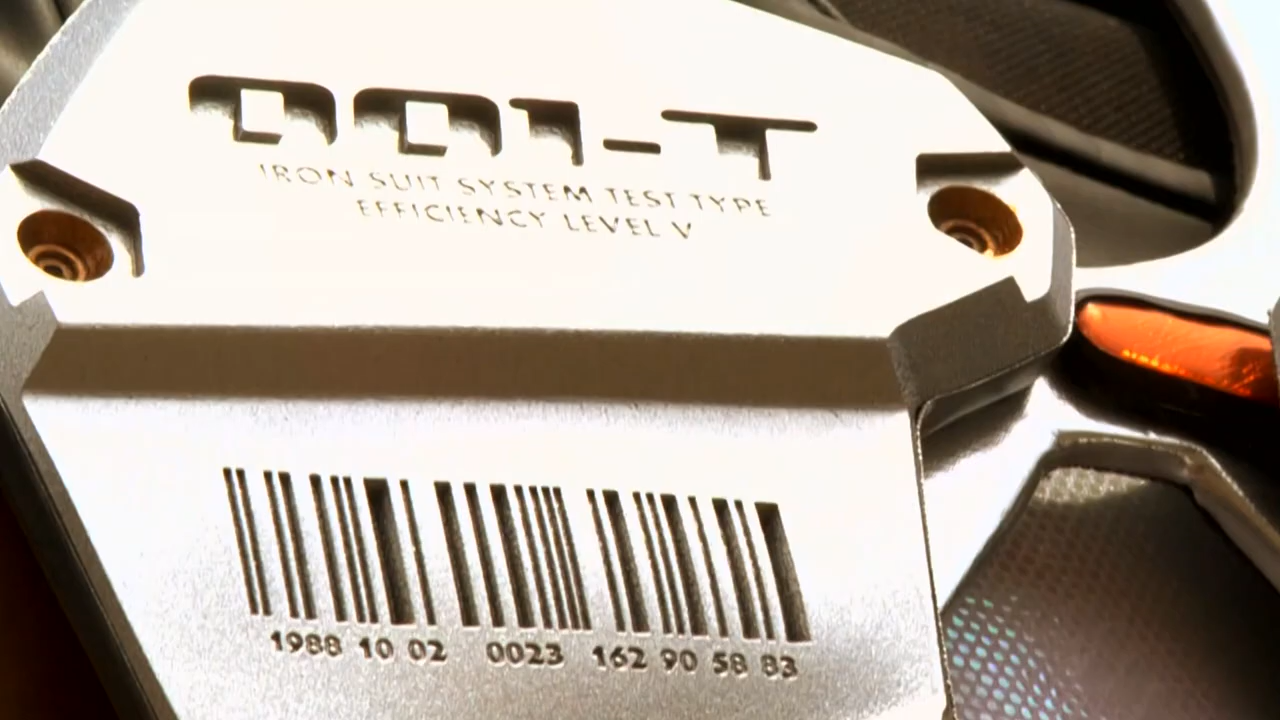 001-T
IRON SUIT SYSTEM TEST TYPE
EFFICIENCY LEVEL V
1988 10 02 0023 162 90 58 83